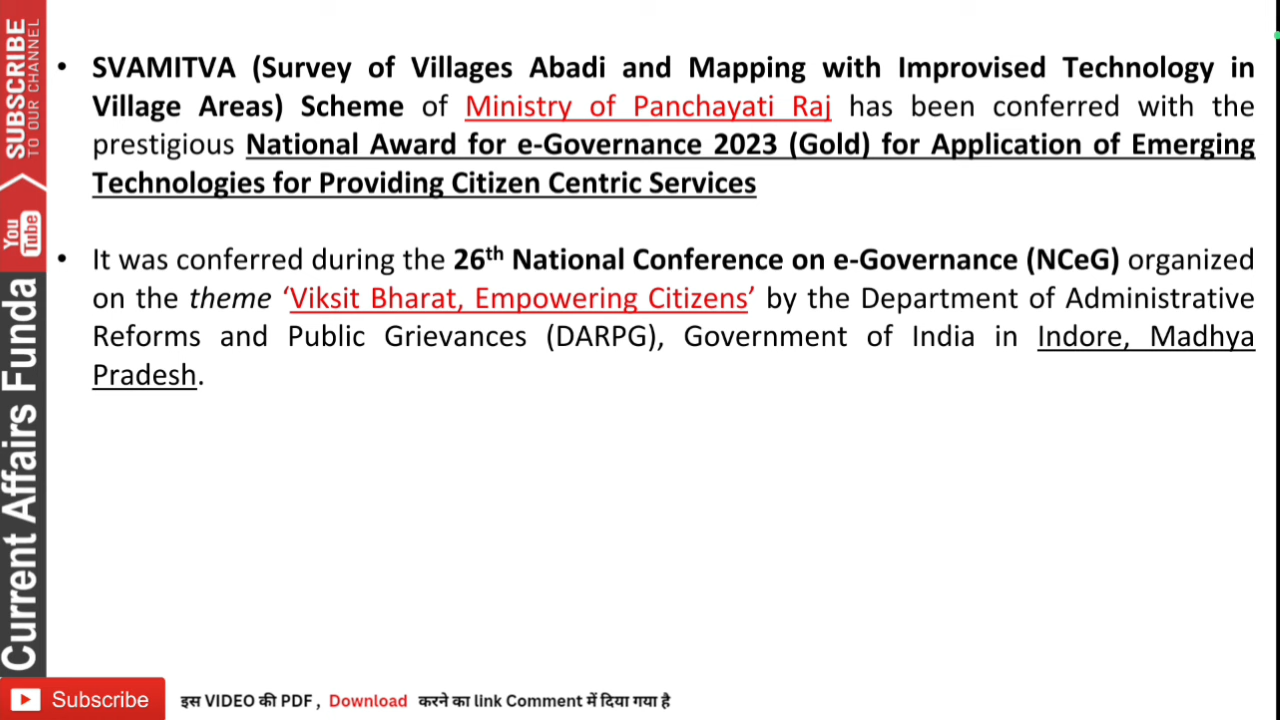 • SVAMITVA (Survey of Villages Abadi and Mapping with Improvised Technology in
Village Areas) Scheme of Ministry of Panchayati Raj has been conferred with the
prestigious National Award for e-Governance 2023 (Gold) for Application of Emerging
Technologies for Providing Citizen Centric Services
• It was conferred during the 26th National Conference on e-Governance (NCeG) organized
on the theme ‘Viksit Bharat, Empowering Citizens’ by the Department of Administrative
Reforms and Public Grievances (DARPG), Government of India in Indore, Madhya
Pradesh.
SUBSCRIBE
TO OUR CHANNEL
You
Tube
Current Affairs Funda
Subscribe
इस VIDEO की PDF , Download करने का link Comment में दिया गया है